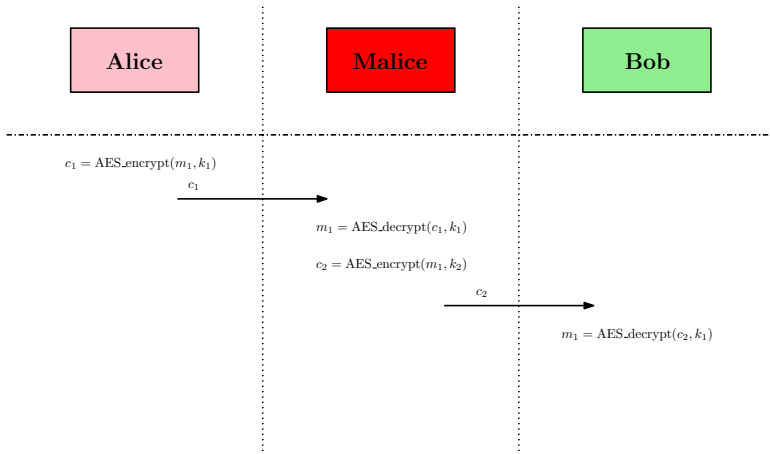 Alice Malice Bob
c₁ = AES_encrypt(m₁, k₁)
c₁
m₁ = AES_decrypt(c₁, k₁)
c₂ = AES_encrypt(m₁, k₂)
c₂
m₁ = AES_decrypt(c₂, k₁)